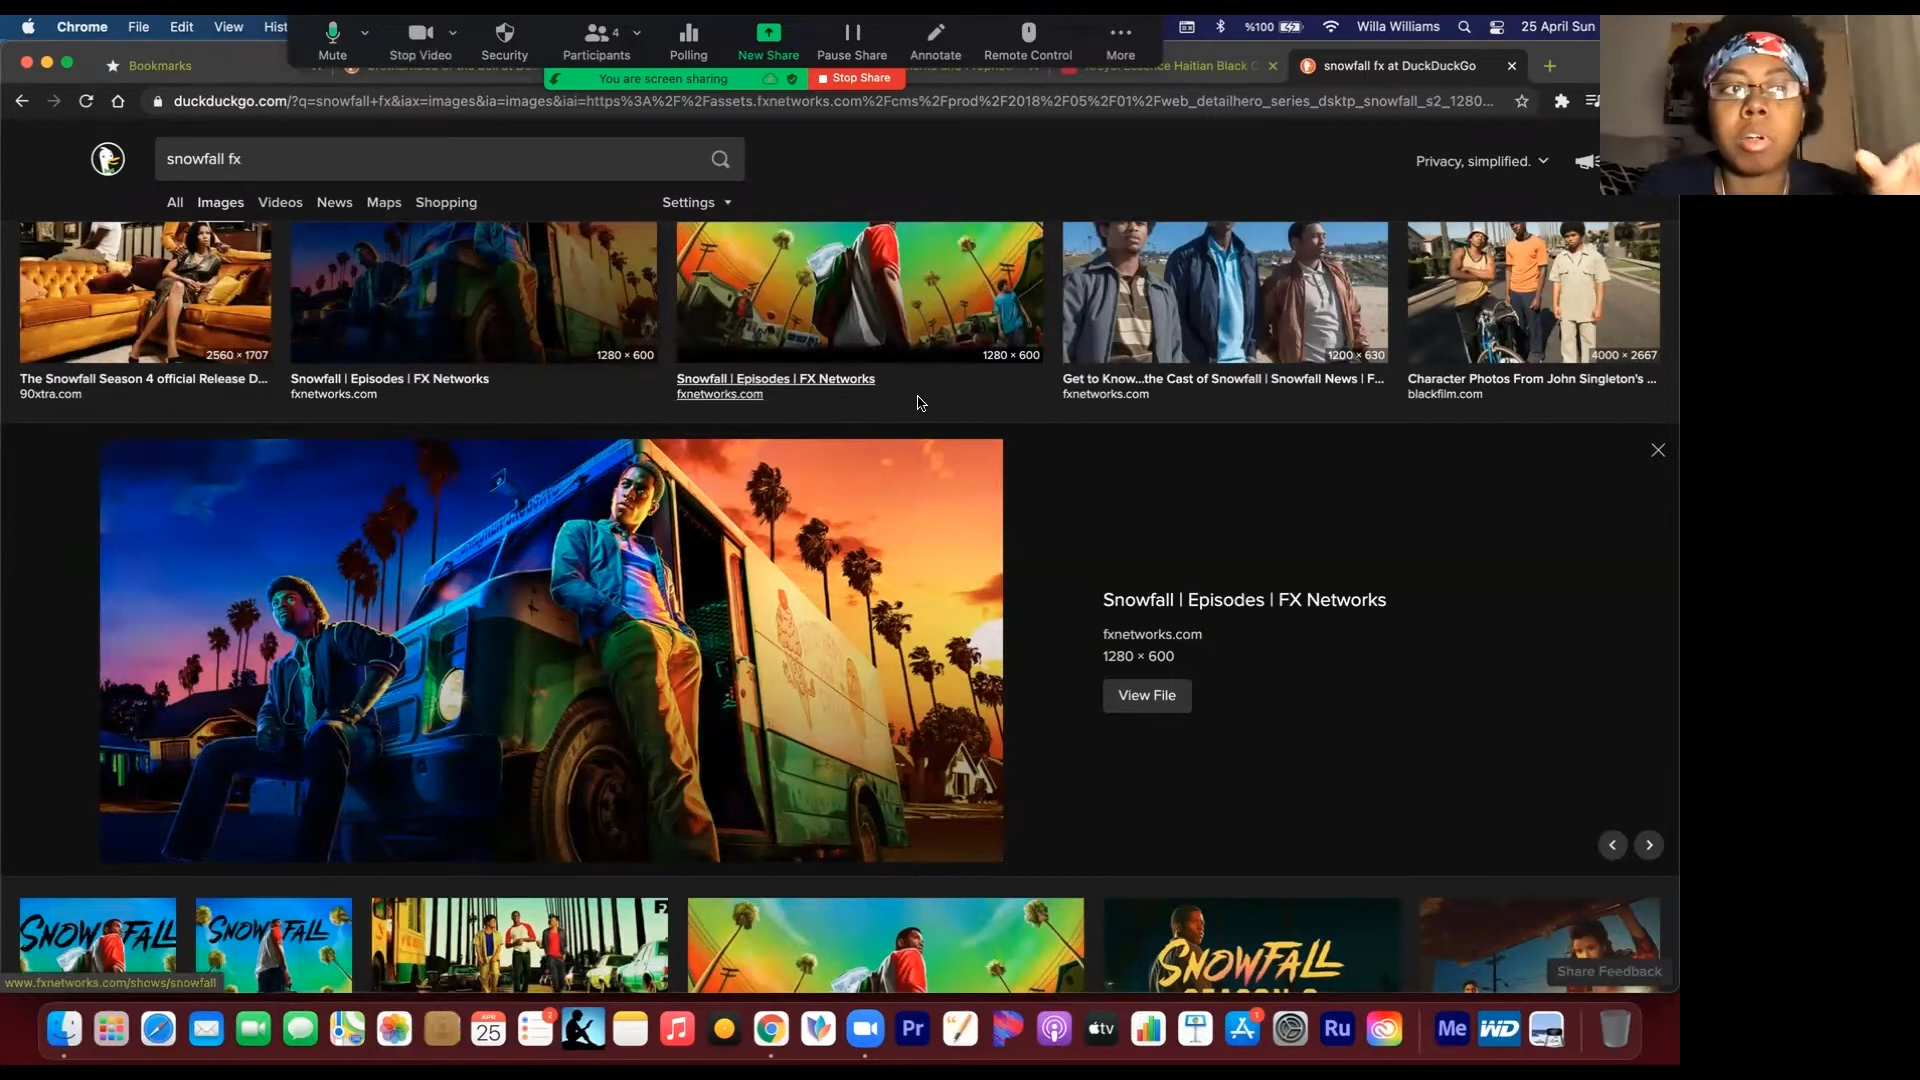 Chrome File Edit View Hist
%100 Willa Williams 25 April Sun
Mute Stop Video Security Participants 4 Polling New Share Pause Share Annotate Remote Control More
You are screen sharing Stop Share
Bookmarks
Essence Haitian Black C
snowfall fx at DuckDuckGo
duckduckgo.com/?q=snowfall+fx&iax=images&ia=images&iai=https%3A%2F%2Fassets.fxnetworks.com%2Fcms%2Fprod%2F2018%2F05%2F01%2Fweb_detailhero_series_dsktp_snowfall_s2_1280...
snowfall fx
Privacy, simplified.
All Images Videos News Maps Shopping Settings
2560 × 1707
1280 × 600
1280 × 600
1200 × 630
4000 × 2667
The Snowfall Season 4 official Release D...
90xtra.com
Snowfall | Episodes | FX Networks
fxnetworks.com
Snowfall | Episodes | FX Networks
fxnetworks.com
Get to Know...the Cast of Snowfall | Snowfall News | F...
fxnetworks.com
Character Photos From John Singleton's ...
blackfilm.com
Snowfall | Episodes | FX Networks
fxnetworks.com
1280 × 600
View File
SNOWFALL
SNOWFALL
SNOWFALL
Share Feedback
www.fxnetworks.com/shows/snowfall
APR
25
2
Pr
tv
1
Ru
Me
WD